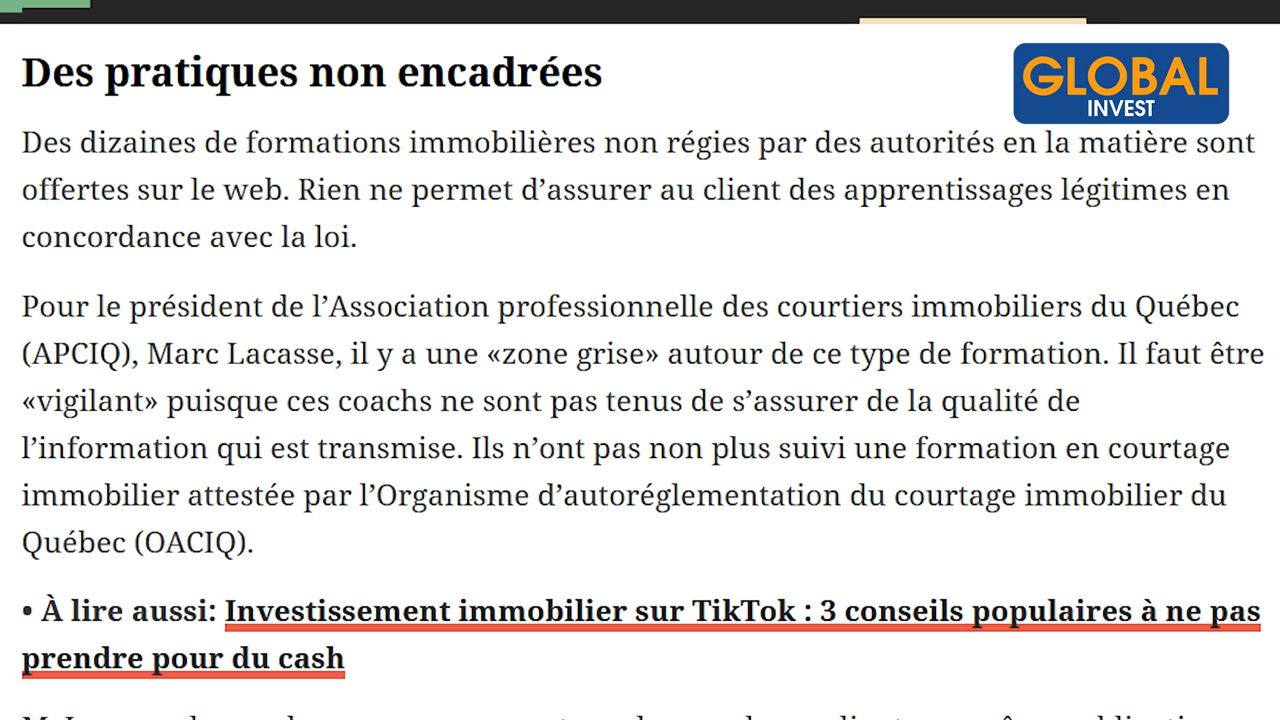 Des pratiques non encadrées
GLOBAL
INVEST
Des dizaines de formations immobilières non régies par des autorités en la matière sont
offertes sur le web. Rien ne permet d’assurer au client des apprentissages légitimes en
concordance avec la loi.
Pour le président de l’Association professionnelle des courtiers immobiliers du Québec
(APCIQ), Marc Lacasse, il y a une «zone grise» autour de ce type de formation. Il faut être
«vigilant» puisque ces coachs ne sont pas tenus de s’assurer de la qualité de
l’information qui est transmise. Ils n’ont pas non plus suivi une formation en courtage
immobilier attestée par l’Organisme d’autoréglementation du courtage immobilier du
Québec (OACIQ).
• À lire aussi: Investissement immobilier sur TikTok : 3 conseils populaires à ne pas
prendre pour du cash